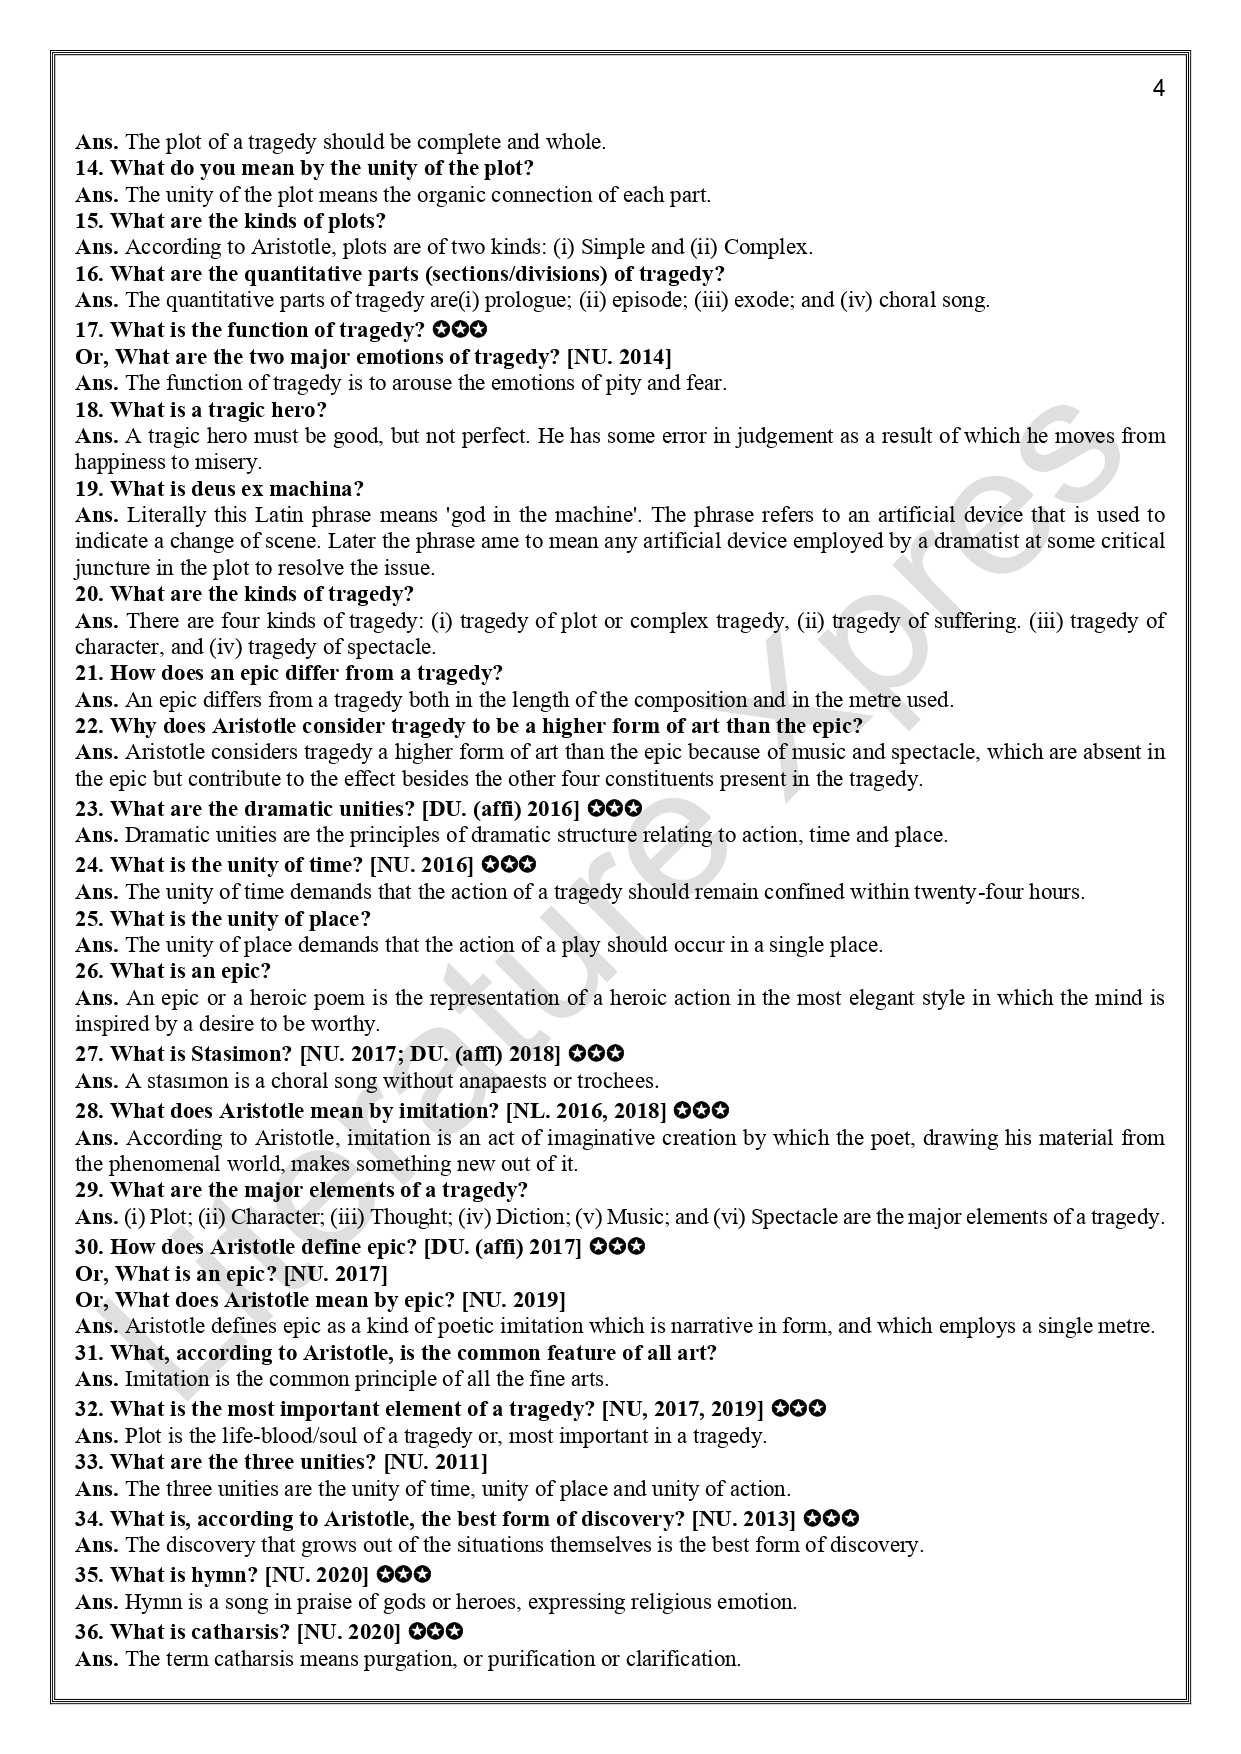 4
Ans. The plot of a tragedy should be complete and whole.
14. What do you mean by the unity of the plot?
Ans. The unity of the plot means the organic connection of each part.
15. What are the kinds of plots?
Ans. According to Aristotle, plots are of two kinds: (i) Simple and (ii) Complex.
16. What are the quantitative parts (sections/divisions) of tragedy?
Ans. The quantitative parts of tragedy are(i) prologue; (ii) episode; (iii) exode; and (iv) choral song.
17. What is the function of tragedy? ✪✪✪
Or, What are the two major emotions of tragedy? [NU. 2014]
Ans. The function of tragedy is to arouse the emotions of pity and fear.
18. What is a tragic hero?
Ans. A tragic hero must be good, but not perfect. He has some error in judgement as a result of which he moves from
happiness to misery.
19. What is deus ex machina?
Ans. Literally this Latin phrase means 'god in the machine'. The phrase refers to an artificial device that is used to
indicate a change of scene. Later the phrase ame to mean any artificial device employed by a dramatist at some critical
juncture in the plot to resolve the issue.
20. What are the kinds of tragedy?
Ans. There are four kinds of tragedy: (i) tragedy of plot or complex tragedy, (ii) tragedy of suffering. (iii) tragedy of
character, and (iv) tragedy of spectacle.
21. How does an epic differ from a tragedy?
Ans. An epic differs from a tragedy both in the length of the composition and in the metre used.
22. Why does Aristotle consider tragedy to be a higher form of art than the epic?
Ans. Aristotle considers tragedy a higher form of art than the epic because of music and spectacle, which are absent in
the epic but contribute to the effect besides the other four constituents present in the tragedy.
23. What are the dramatic unities? [DU. (affi) 2016] ✪✪✪
Ans. Dramatic unities are the principles of dramatic structure relating to action, time and place.
24. What is the unity of time? [NU. 2016] ✪✪✪
Ans. The unity of time demands that the action of a tragedy should remain confined within twenty-four hours.
25. What is the unity of place?
Ans. The unity of place demands that the action of a play should occur in a single place.
26. What is an epic?
Ans. An epic or a heroic poem is the representation of a heroic action in the most elegant style in which the mind is
inspired by a desire to be worthy.
27. What is Stasimon? [NU. 2017; DU. (affl) 2018] ✪✪✪
Ans. A stasımon is a choral song without anapaests or trochees.
28. What does Aristotle mean by imitation? [NL. 2016, 2018] ✪✪✪
Ans. According to Aristotle, imitation is an act of imaginative creation by which the poet, drawing his material from
the phenomenal world, makes something new out of it.
29. What are the major elements of a tragedy?
Ans. (i) Plot; (ii) Character; (iii) Thought; (iv) Diction; (v) Music; and (vi) Spectacle are the major elements of a tragedy.
30. How does Aristotle define epic? [DU. (affi) 2017] ✪✪✪
Or, What is an epic? [NU. 2017]
Or, What does Aristotle mean by epic? [NU. 2019]
Ans. Aristotle defines epic as a kind of poetic imitation which is narrative in form, and which employs a single metre.
31. What, according to Aristotle, is the common feature of all art?
Ans. Imitation is the common principle of all the fine arts.
32. What is the most important element of a tragedy? [NU, 2017, 2019] ✪✪✪
Ans. Plot is the life-blood/soul of a tragedy or, most important in a tragedy.
33. What are the three unities? [NU. 2011]
Ans. The three unities are the unity of time, unity of place and unity of action.
34. What is, according to Aristotle, the best form of discovery? [NU. 2013] ✪✪✪
Ans. The discovery that grows out of the situations themselves is the best form of discovery.
35. What is hymn? [NU. 2020] ✪✪✪
Ans. Hymn is a song in praise of gods or heroes, expressing religious emotion.
36. What is catharsis? [NU. 2020] ✪✪✪
Ans. The term catharsis means purgation, or purification or clarification.
Literature Xpres